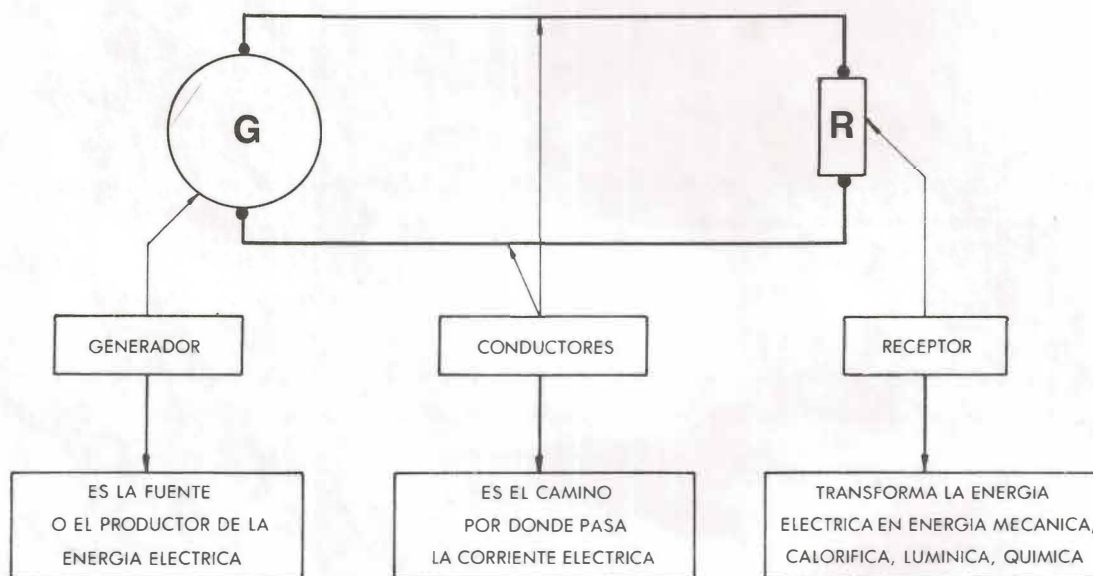 G
R
GENERADOR
CONDUCTORES
RECEPTOR
ES LA FUENTE
O EL PRODUCTOR DE LA
ENERGIA ELECTRICA
ES EL CAMINO
POR DONDE PASA
LA CORRIENTE ELECTRICA
TRANSFORMA LA ENERGIA
ELECTRICA EN ENERGIA MECANICA,
CALORIFICA, LUMINICA, QUIMICA